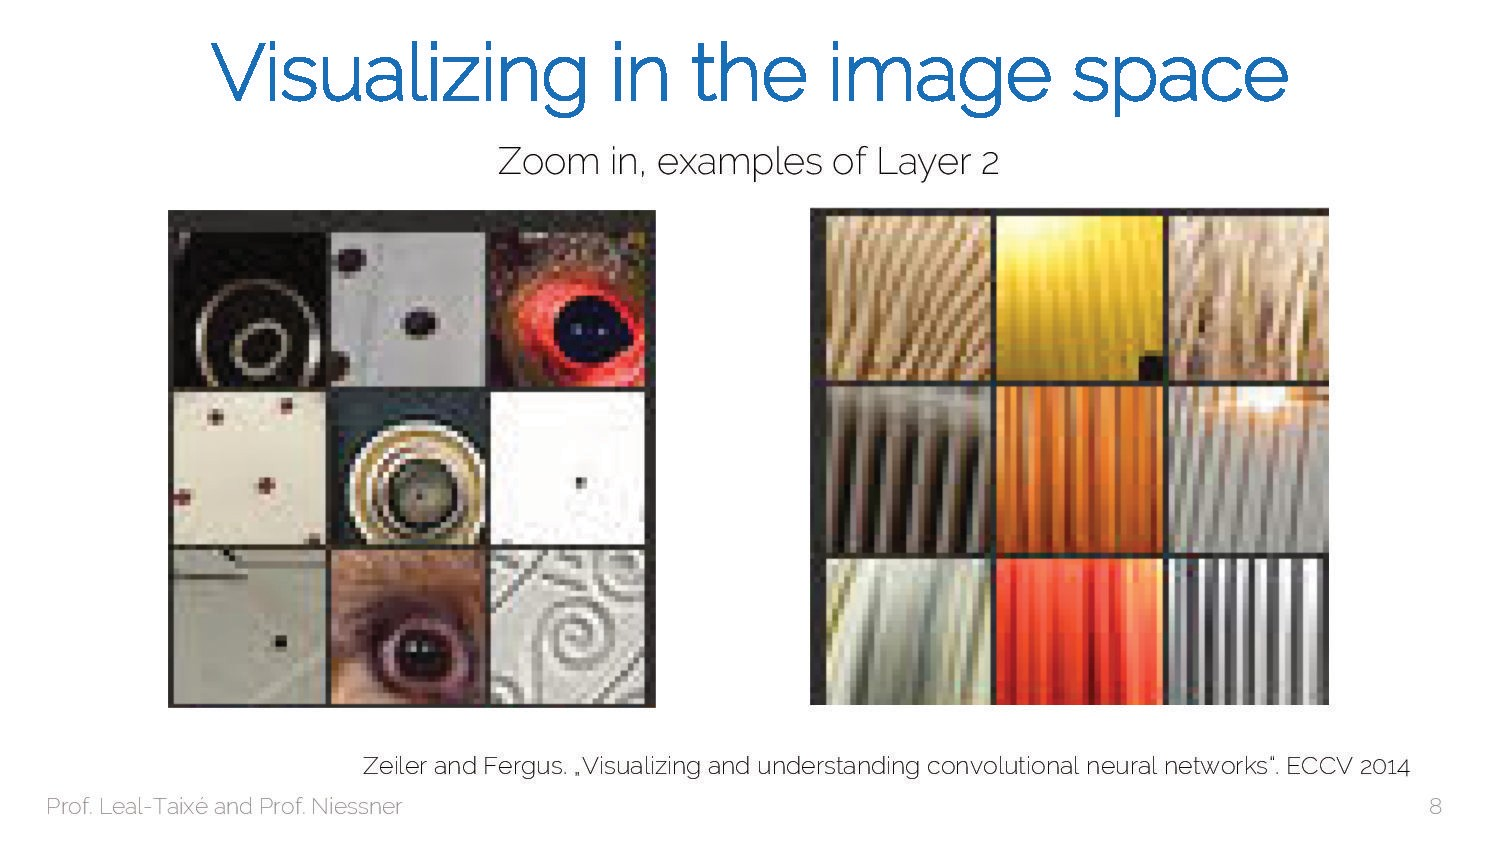 Visualizing in the image space
Zoom in, examples of Layer 2
Zeiler and Fergus. „Visualizing and understanding convolutional neural networks“. ECCV 2014
Prof. Leal-Taixé and Prof. Niessner
8